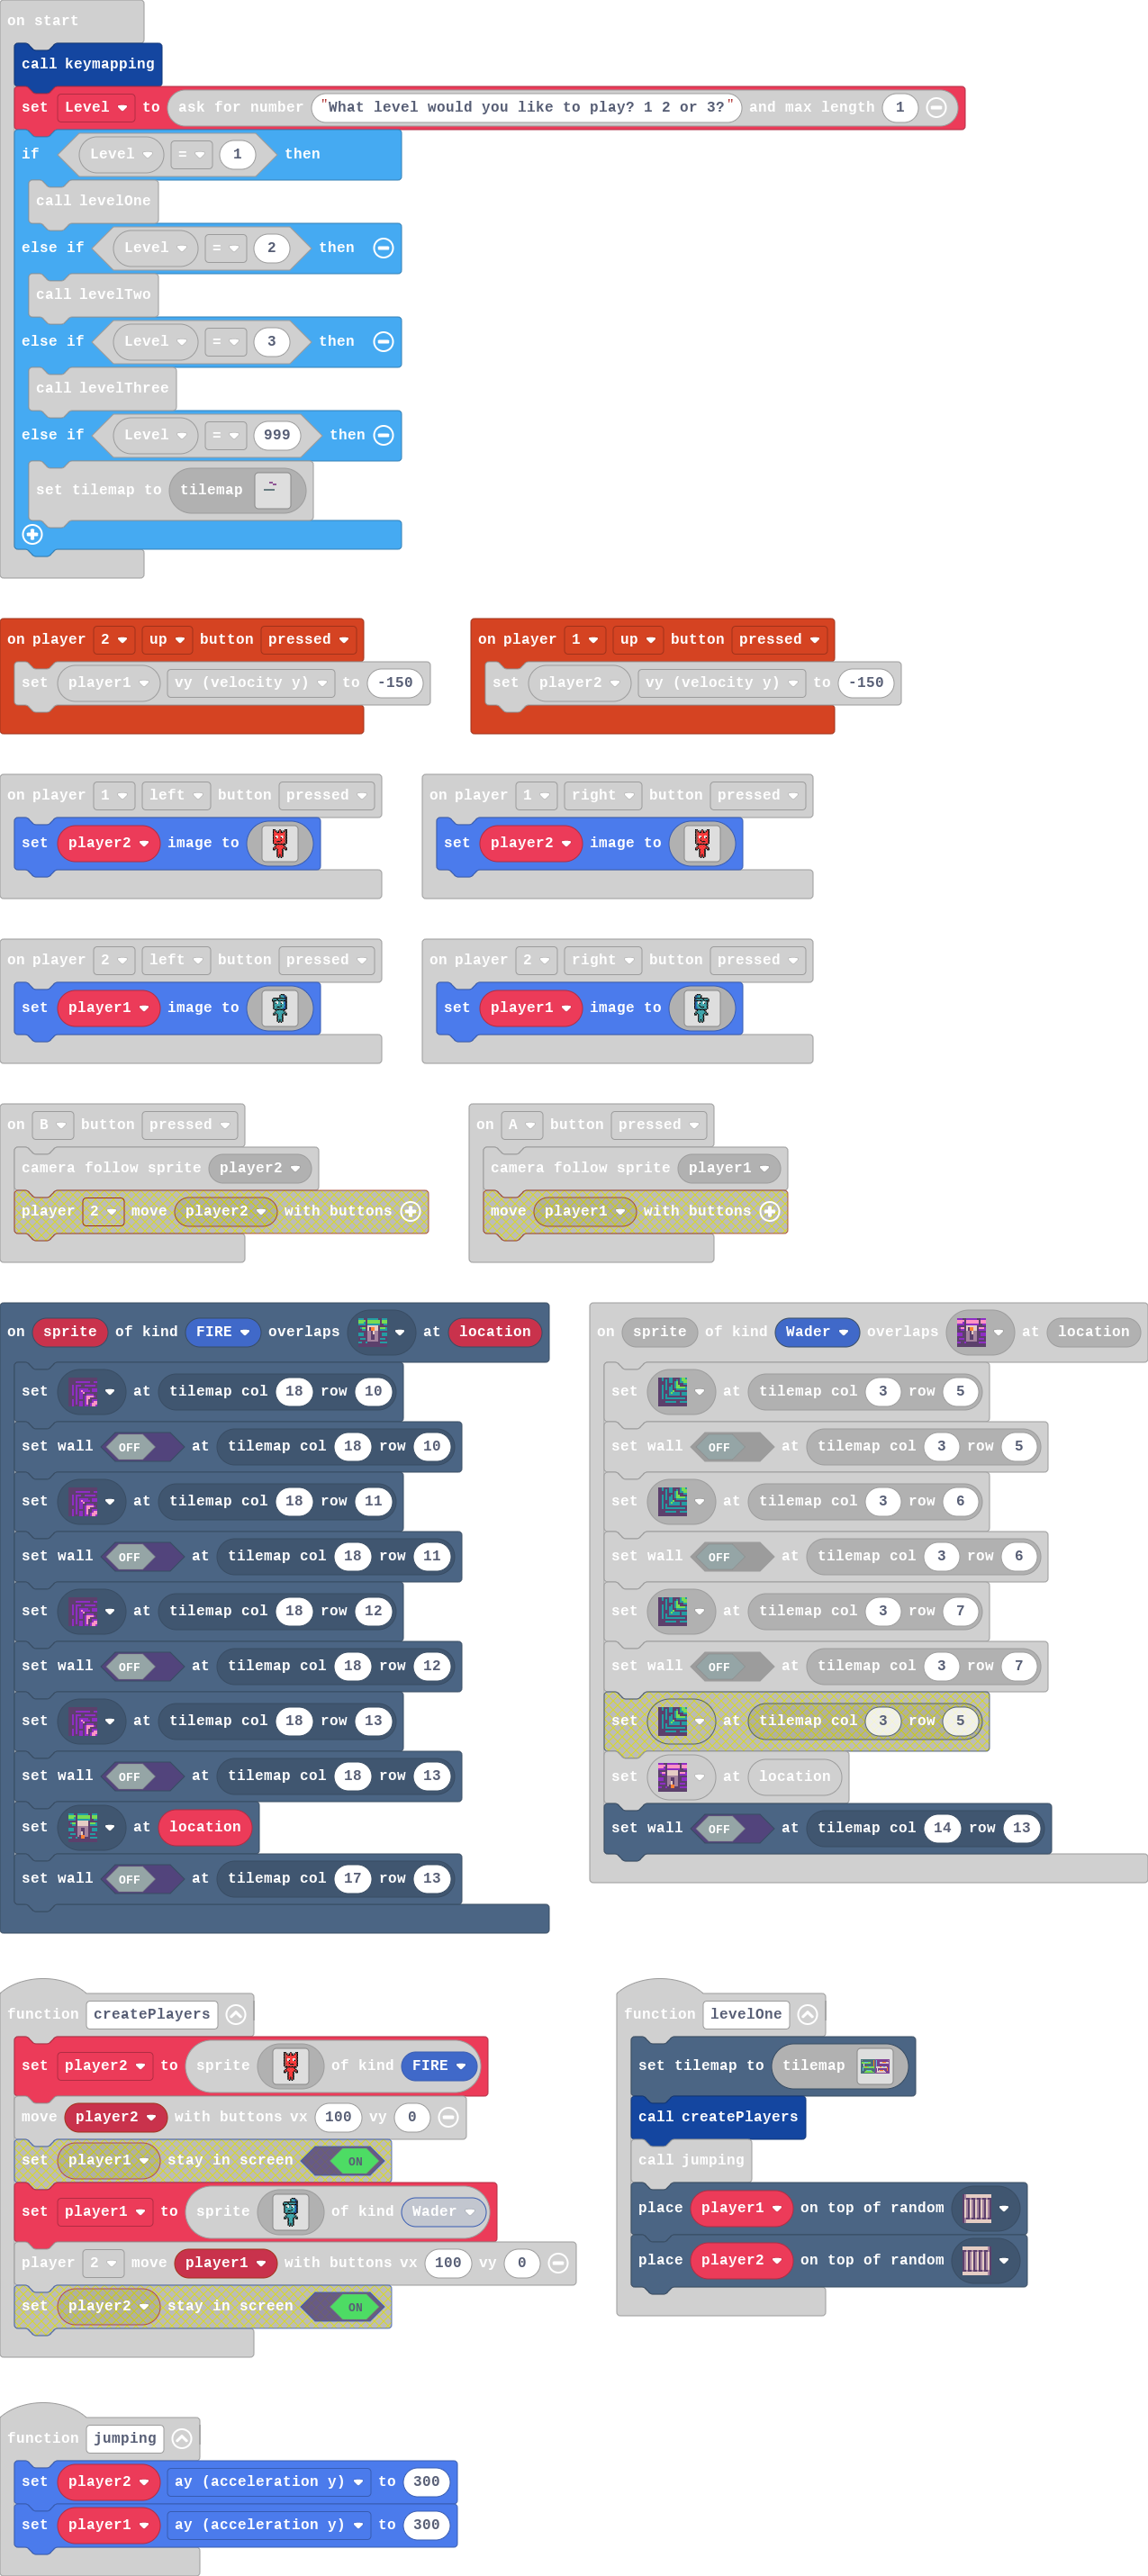 on start
call keymapping
set Level to ask for number "What level would you like to play? 1 2 or 3?" and max length 1
if Level = 1 then
call levelOne
else if Level = 2 then
call levelTwo
else if Level = 3 then
call levelThree
else if Level = 999 then
set tilemap to tilemap
on player 2 up button pressed
set player1 vy (velocity y) to -150
on player 1 up button pressed
set player2 vy (velocity y) to -150
on player 1 left button pressed
set player2 image to
on player 1 right button pressed
set player2 image to
on player 2 left button pressed
set player1 image to
on player 2 right button pressed
set player1 image to
on B button pressed
camera follow sprite player2
player 2 move player2 with buttons
on A button pressed
camera follow sprite player1
move player1 with buttons
on sprite of kind FIRE overlaps at location
set at tilemap col 18 row 10
set wall OFF at tilemap col 18 row 10
set at tilemap col 18 row 11
set wall OFF at tilemap col 18 row 11
set at tilemap col 18 row 12
set wall OFF at tilemap col 18 row 12
set at tilemap col 18 row 13
set wall OFF at tilemap col 18 row 13
set at location
set wall OFF at tilemap col 17 row 13
on sprite of kind Wader overlaps at location
set at tilemap col 3 row 5
set wall OFF at tilemap col 3 row 5
set at tilemap col 3 row 6
set wall OFF at tilemap col 3 row 6
set at tilemap col 3 row 7
set wall OFF at tilemap col 3 row 7
set at tilemap col 3 row 5
set at location
set wall OFF at tilemap col 14 row 13
function createPlayers
set player2 to sprite of kind FIRE
move player2 with buttons vx 100 vy 0
set player1 stay in screen ON
set player1 to sprite of kind Wader
player 2 move player1 with buttons vx 100 vy 0
set player2 stay in screen ON
function levelOne
set tilemap to tilemap
call createPlayers
call jumping
place player1 on top of random
place player2 on top of random
function jumping
set player2 ay (acceleration y) to 300
set player1 ay (acceleration y) to 300